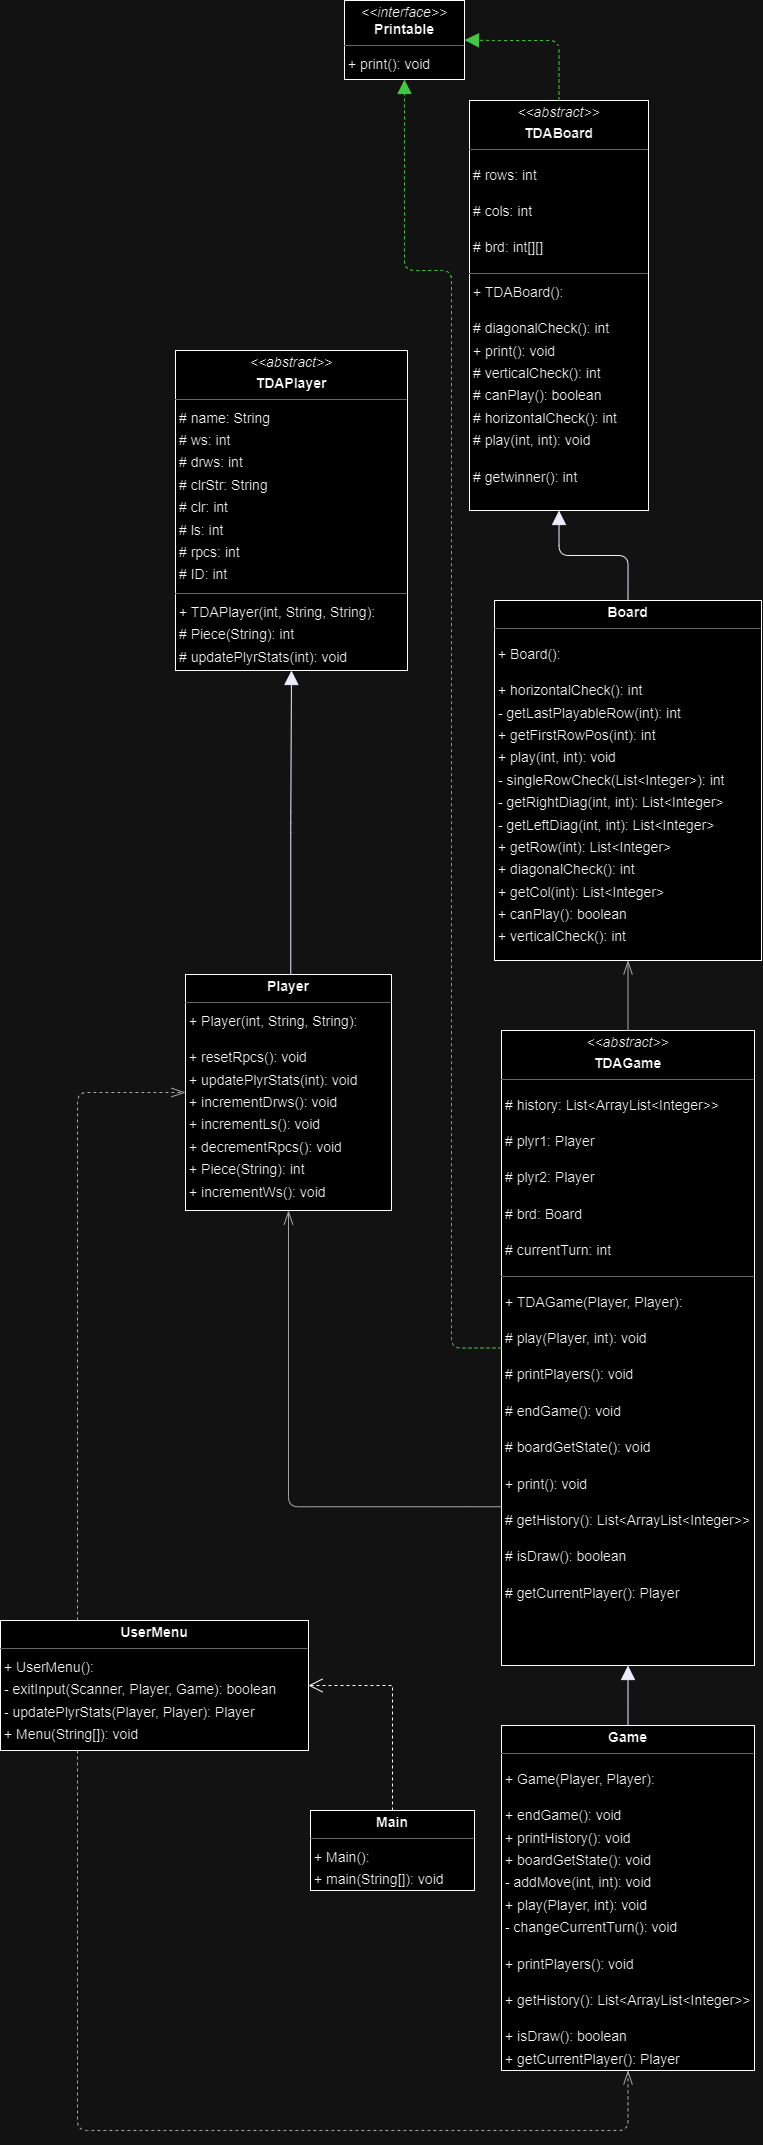 <<interface>>
Printable
+ print(): void
<<abstract>>
TDABoard
# rows: int
# cols: int
# brd: int[][]
+ TDABoard():
# diagonalCheck(): int
+ print(): void
# verticalCheck(): int
# canPlay(): boolean
# horizontalCheck(): int
# play(int, int): void
# getwinner(): int
<<abstract>>
TDAPlayer
# name: String
# ws: int
# drws: int
# clrStr: String
# clr: int
# ls: int
# rpcs: int
# ID: int
+ TDAPlayer(int, String, String):
# Piece(String): int
# updatePlyrStats(int): void
Board
+ Board():
+ horizontalCheck(): int
- getLastPlayableRow(int): int
+ getFirstRowPos(int): int
+ play(int, int): void
- singleRowCheck(List<Integer>): int
- getRightDiag(int, int): List<Integer>
- getLeftDiag(int, int): List<Integer>
+ getRow(int): List<Integer>
+ diagonalCheck(): int
+ getCol(int): List<Integer>
+ canPlay(): boolean
+ verticalCheck(): int
Player
+ Player(int, String, String):
+ resetRpcs(): void
+ updatePlyrStats(int): void
+ incrementDrws(): void
+ incrementLs(): void
+ decrementRpcs(): void
+ Piece(String): int
+ incrementWs(): void
<<abstract>>
TDAGame
# history: List<ArrayList<Integer>>
# plyr1: Player
# plyr2: Player
# brd: Board
# currentTurn: int
+ TDAGame(Player, Player):
# play(Player, int): void
# printPlayers(): void
# endGame(): void
# boardGetState(): void
+ print(): void
# getHistory(): List<ArrayList<Integer>>
# isDraw(): boolean
# getCurrentPlayer(): Player
UserMenu
+ UserMenu():
- exitInput(Scanner, Player, Game): boolean
- updatePlyrStats(Player, Player): Player
+ Menu(String[]): void
Main
+ Main():
+ main(String[]): void
Game
+ Game(Player, Player):
+ endGame(): void
+ printHistory(): void
+ boardGetState(): void
- addMove(int, int): void
+ play(Player, int): void
- changeCurrentTurn(): void
+ printPlayers(): void
+ getHistory(): List<ArrayList<Integer>>
+ isDraw(): boolean
+ getCurrentPlayer(): Player